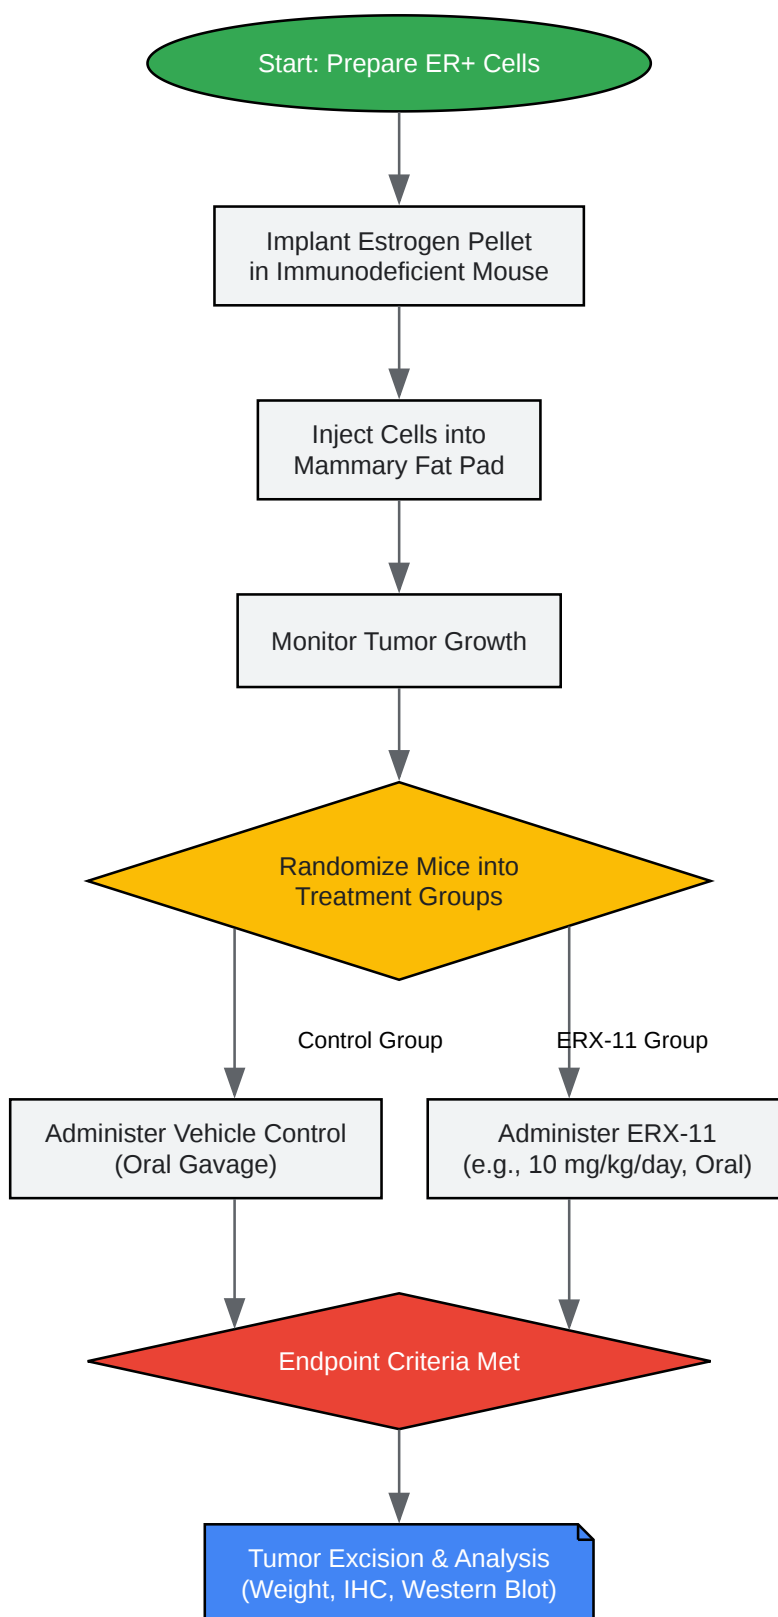 Start: Prepare ER+ Cells
Implant Estrogen Pellet
in Immunodeficient Mouse
Inject Cells into
Mammary Fat Pad
Monitor Tumor Growth
Randomize Mice into
Treatment Groups
Control Group
ERX-11 Group
Administer Vehicle Control
(Oral Gavage)
Administer ERX-11
(e.g., 10 mg/kg/day, Oral)
Endpoint Criteria Met
Tumor Excision & Analysis
(Weight, IHC, Western Blot)